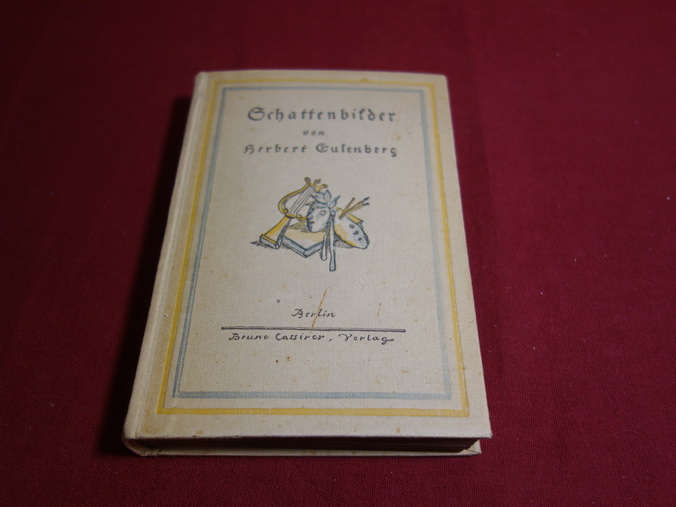 Schattenbilder
von
Herbert Eulenberg
Berlin
Bruno Cassirer, Verlag